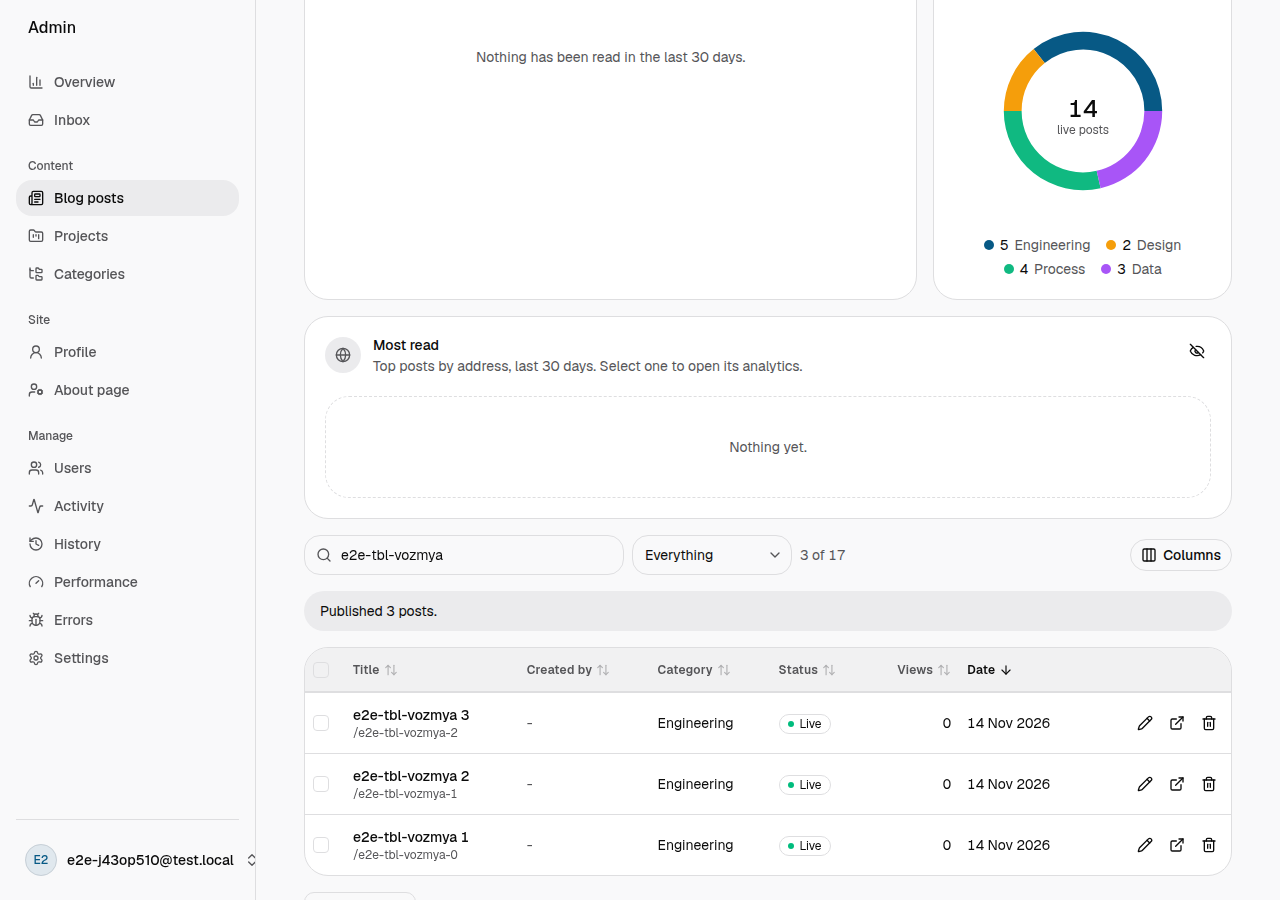 Admin
Overview
Inbox
Content
Blog posts
Projects
Categories
Site
Profile
About page
Manage
Users
Activity
History
Performance
Errors
Settings
E2 e2e-j43op510@test.local
Nothing has been read in the last 30 days.
14
live posts
5 Engineering 2 Design
4 Process 3 Data
Most read
Top posts by address, last 30 days. Select one to open its analytics.
Nothing yet.
e2e-tbl-vozmya Everything 3 of 17 Columns
Published 3 posts.
Title Created by Category Status Views Date
e2e-tbl-vozmya 3
/e2e-tbl-vozmya-2
- Engineering Live 0 14 Nov 2026
e2e-tbl-vozmya 2
/e2e-tbl-vozmya-1
- Engineering Live 0 14 Nov 2026
e2e-tbl-vozmya 1
/e2e-tbl-vozmya-0
- Engineering Live 0 14 Nov 2026